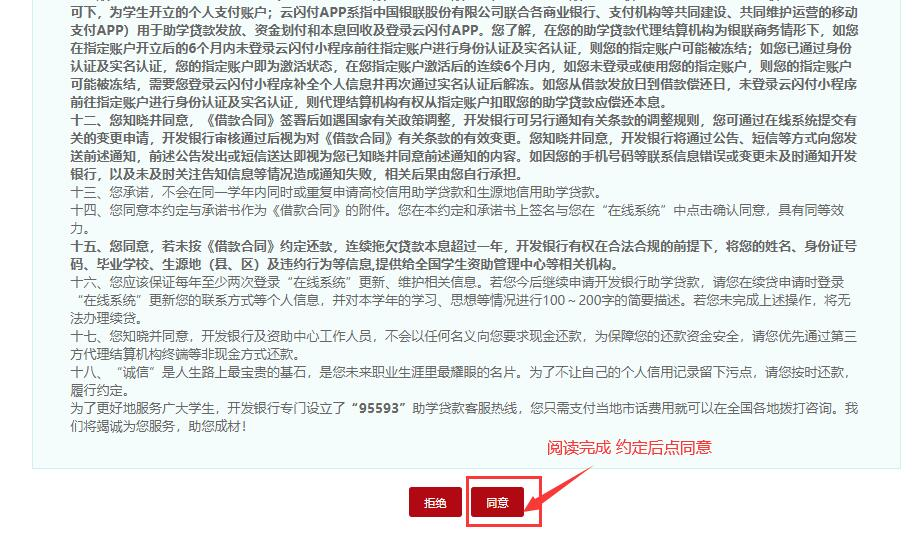 可下，为学生开立的个人支付账户；云闪付APP系指中国银联股份有限公司联合各商业银行、支付机构等共同建设、共同维护运营的移动
支付APP）用于助学贷款发放、资金划付和本息回收及登录云闪付APP。您了解，在您的助学贷款代理结算机构为银联商务情形下，如您
在指定账户开立后的6个月内未登录云闪付小程序前往指定账户进行身份认证及实名认证，则您的指定账户可能被冻结；如您已通过身份
认证及实名认证，您的指定账户即为激活状态，在您指定账户激活后的连续6个月内，如您未登录或使用您的指定账户，则您的指定账户
可能被冻结，需要您登录云闪付小程序补全个人信息并再次通过实名认证后解冻。如您从借款发放日到借款偿还日，未登录云闪付小程序
前往指定账户进行身份认证及实名认证，则代理结算机构有权从指定账户扣取您的助学贷款应偿还本息。
十二、您知晓并同意，《借款合同》签署后如遇国家有关政策调整，开发银行可另行通知有关条款的调整规则，您可通过在线系统提交有
关的变更申请，开发银行审核通过后视为对《借款合同》有关条款的有效变更。您知晓并同意，开发银行将通过公告、短信等方式向您发
送前述通知，前述公告发出或短信送达即视为您已知晓并同意前述通知的内容。如因您的手机号码等联系信息错误或变更未及时通知开发
银行，以及未及时关注告知信息等情况造成通知失败，相关后果由您自行承担。
十三、您承诺，不会在同一学年内同时或重复申请高校信用助学贷款和生源地信用助学贷款。
十四、您同意本约定与承诺书作为《借款合同》的附件。您在本约定和承诺书上签名与您在“在线系统”中点击确认同意，具有同等效
力。
十五、您同意，若未按《借款合同》约定还款，连续拖欠贷款本息超过一年，开发银行有权在合法合规的前提下，将您的姓名、身份证号
码、毕业学校、生源地（县、区）及违约行为等信息,提供给全国学生资助管理中心等相关机构。
十六、您应该保证每年至少两次登录“在线系统”更新、维护相关信息。若您今后继续申请开发银行助学贷款，请您在续贷申请时登录
“在线系统”更新您的联系方式等个人信息，并对本学年的学习、思想等情况进行100～200字的简要描述。若您未完成上述操作，将无
法办理续贷。
十七、您知晓并同意，开发银行及资助中心工作人员，不会以任何名义向您要求现金还款，为保障您的还款资金安全，请您优先通过第三
方代理结算机构终端等非现金方式还款。
十八、“诚信”是人生路上最宝贵的基石，是您未来职业生涯里最耀眼的名片。为了不让自己的个人信用记录留下污点，请您按时还款，
履行约定。
为了更好地服务广大学生，开发银行专门设立了“95593”助学贷款客服热线，您只需支付当地市话费用就可以在全国各地拨打咨询。我
们将竭诚为您服务，助您成材！
阅读完成 约定后点同意
拒绝
同意